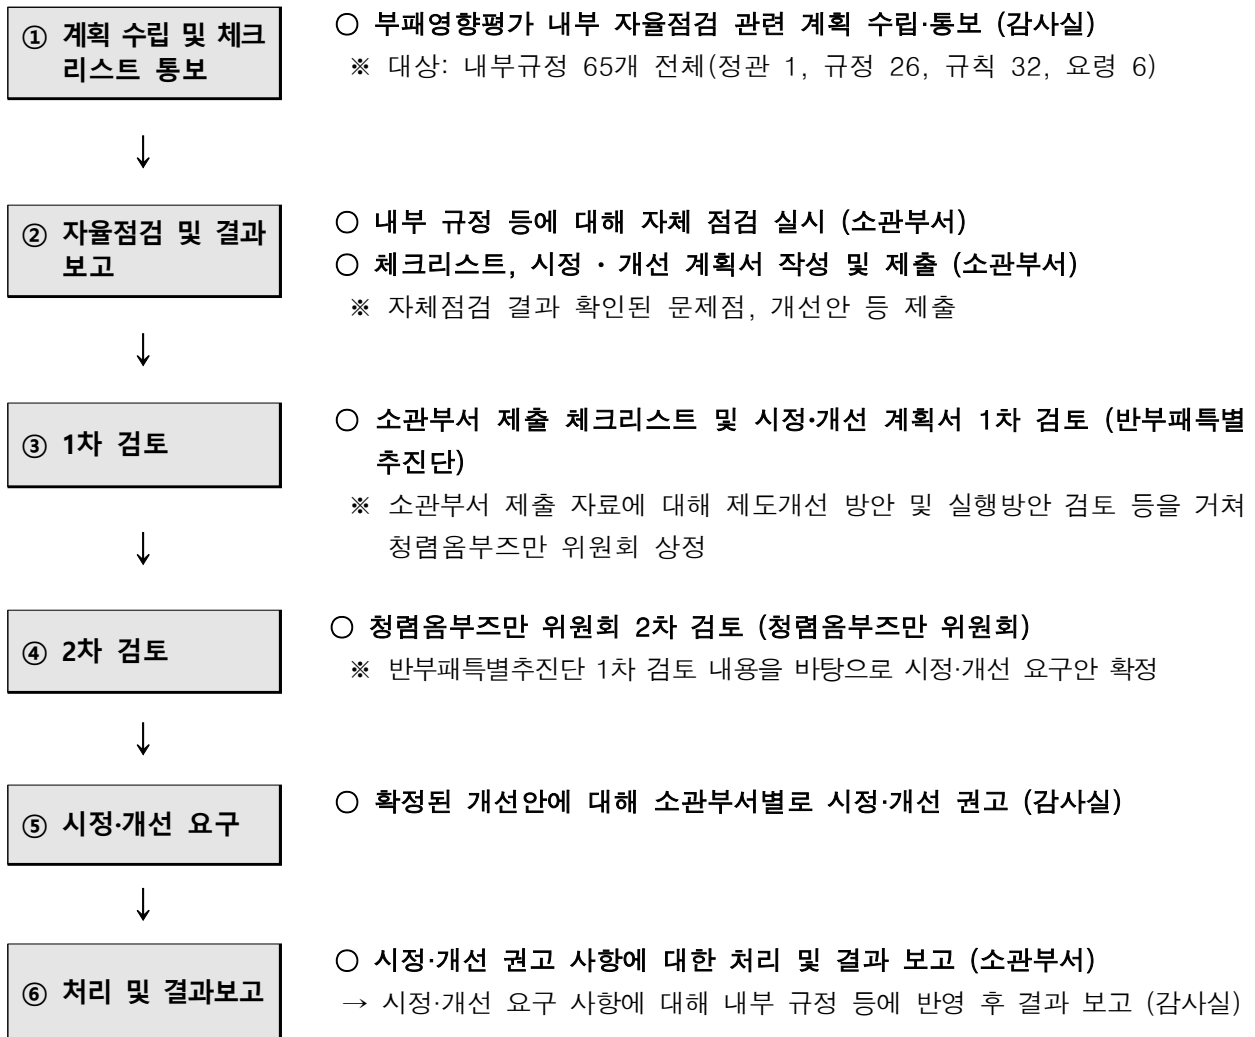 ① 계획 수립 및 체크
리스트 통보
○ 부패영향평가 내부 자율점검 관련 계획 수립·통보 (감사실)
※ 대상: 내부규정 65개 전체(정관 1, 규정 26, 규칙 32, 요령 6)
↓
② 자율점검 및 결과
보고
○ 내부 규정 등에 대해 자체 점검 실시 (소관부서)
○ 체크리스트, 시정·개선 계획서 작성 및 제출 (소관부서)
※ 자체점검 결과 확인된 문제점, 개선안 등 제출
↓
③ 1차 검토
○ 소관부서 제출 체크리스트 및 시정·개선 계획서 1차 검토 (반부패특별
추진단)
※ 소관부서 제출 자료에 대해 제도개선 방안 및 실행방안 검토 등을 거쳐
청렴옴부즈만 위원회 상정
↓
④ 2차 검토
○ 청렴옴부즈만 위원회 2차 검토 (청렴옴부즈만 위원회)
※ 반부패특별추진단 1차 검토 내용을 바탕으로 시정·개선 요구안 확정
↓
⑤ 시정·개선 요구
○ 확정된 개선안에 대해 소관부서별로 시정·개선 권고 (감사실)
↓
⑥ 처리 및 결과보고
○ 시정·개선 권고 사항에 대한 처리 및 결과 보고 (소관부서)
→ 시정·개선 요구 사항에 대해 내부 규정 등에 반영 후 결과 보고 (감사실)